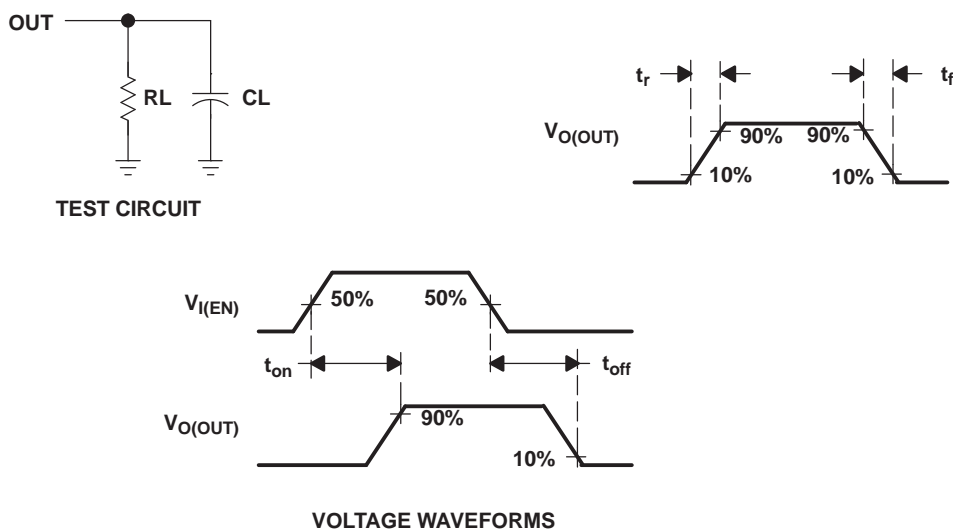 OUT
RL
CL
TEST CIRCUIT
tr
tf
VO(OUT)
90%
90%
10%
10%
VI(EN)
50%
50%
ton
toff
VO(OUT)
90%
10%
VOLTAGE WAVEFORMS